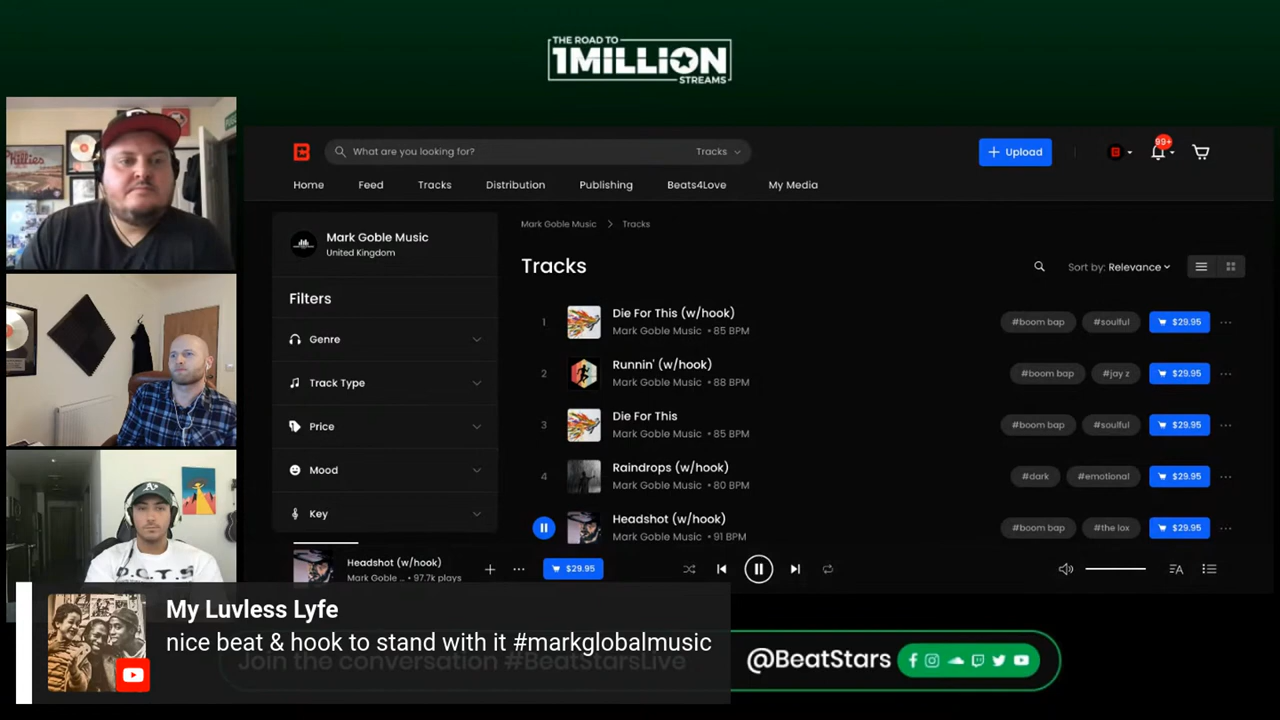 THE ROAD TO
1MILLION
STREAMS
Phillies
What are you looking for?
Tracks
Upload
99+
Home
Feed
Tracks
Distribution
Publishing
Beats4Love
My Media
Mark Goble Music
United Kingdom
Filters
Genre
Track Type
Price
Mood
Key
Mark Goble Music > Tracks
Tracks
Sort by: Relevance
1
Die For This (w/hook)
Mark Goble Music • 85 BPM
#boom bap
#soulful
$29.95
2
Runnin' (w/hook)
Mark Goble Music • 88 BPM
#boom bap
#jay z
$29.95
3
Die For This
Mark Goble Music • 85 BPM
#boom bap
#soulful
$29.95
4
Raindrops (w/hook)
Mark Goble Music • 80 BPM
#dark
#emotional
$29.95
Headshot (w/hook)
Mark Goble Music • 91 BPM
#boom bap
#the lox
$29.95
Headshot (w/hook)
Mark Goble .. • 97.7k plays
$29.95
D.C.T.S
My Luvless Lyfe
nice beat & hook to stand with it #markglobalmusic
Join the conversation #BeatStarsLive
@BeatStars